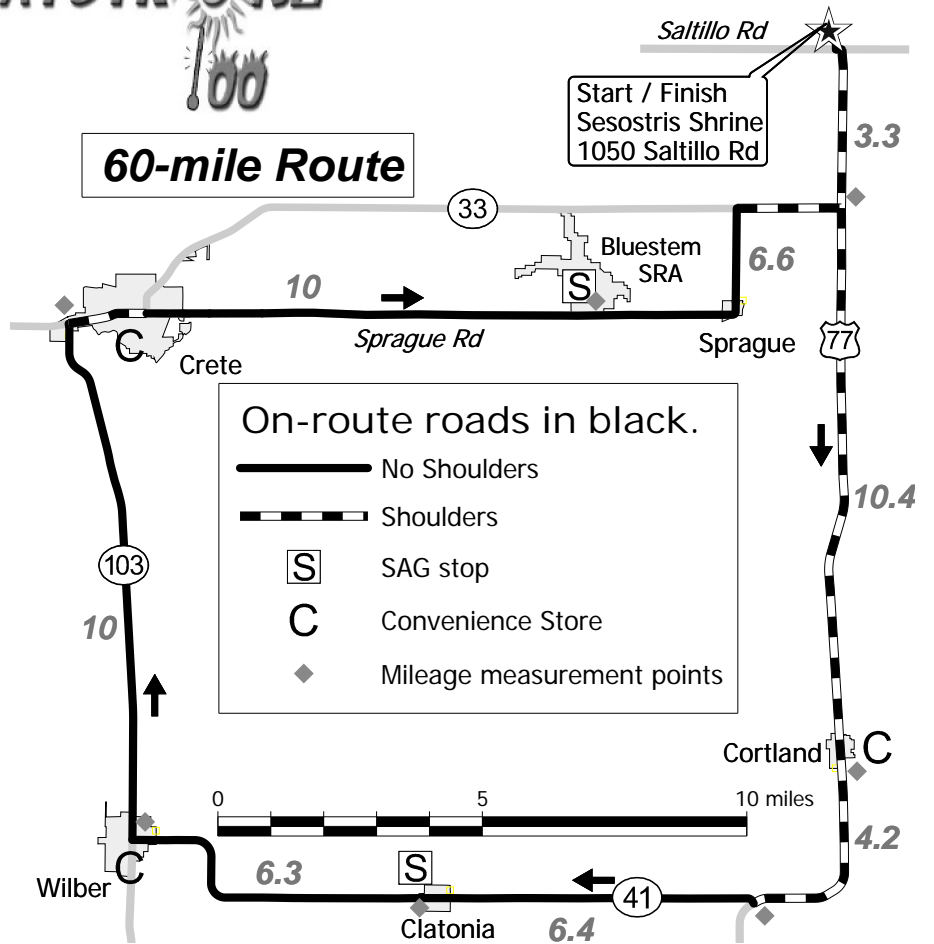 00
Saltillo Rd
Start / Finish
Sesostris Shrine
1050 Saltillo Rd
3.3
60-mile Route
33
Bluestem
SRA
6.6
S
10
Sprague Rd
Sprague
77
C
Crete
On-route roads in black.
No Shoulders
Shoulders
S SAG stop
C Convenience Store
Mileage measurement points
10.4
103
10
Cortland
C
0 5 10 miles
4.2
C
Wilber
6.3
S
41
Clatonia
6.4